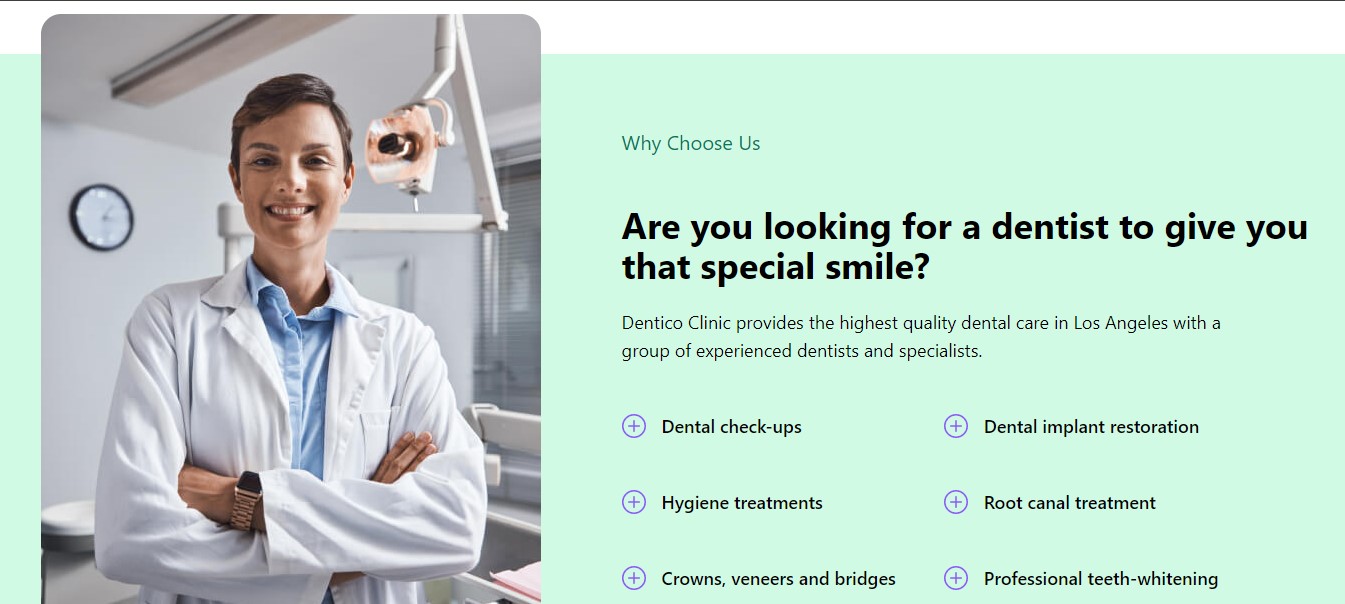 Why Choose Us
Are you looking for a dentist to give you
that special smile?
Dentico Clinic provides the highest quality dental care in Los Angeles with a
group of experienced dentists and specialists.
Dental check-ups
Dental implant restoration
Hygiene treatments
Root canal treatment
Crowns, veneers and bridges
Professional teeth-whitening